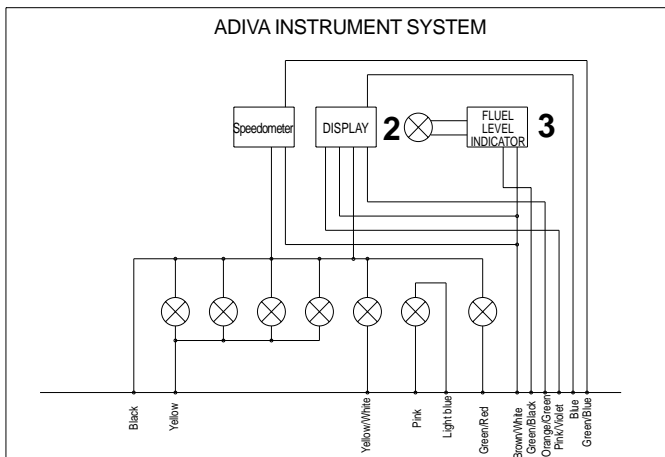 ADIVA INSTRUMENT SYSTEM
Speedometer
DISPLAY
2
FLUEL
LEVEL
INDICATOR
3
Black
Yellow
Yellow/White
Pink
Light blue
Green/Red
Brown/White
Green/Black
Orange/Green
Pink/Violet
Blue
Green/Blue